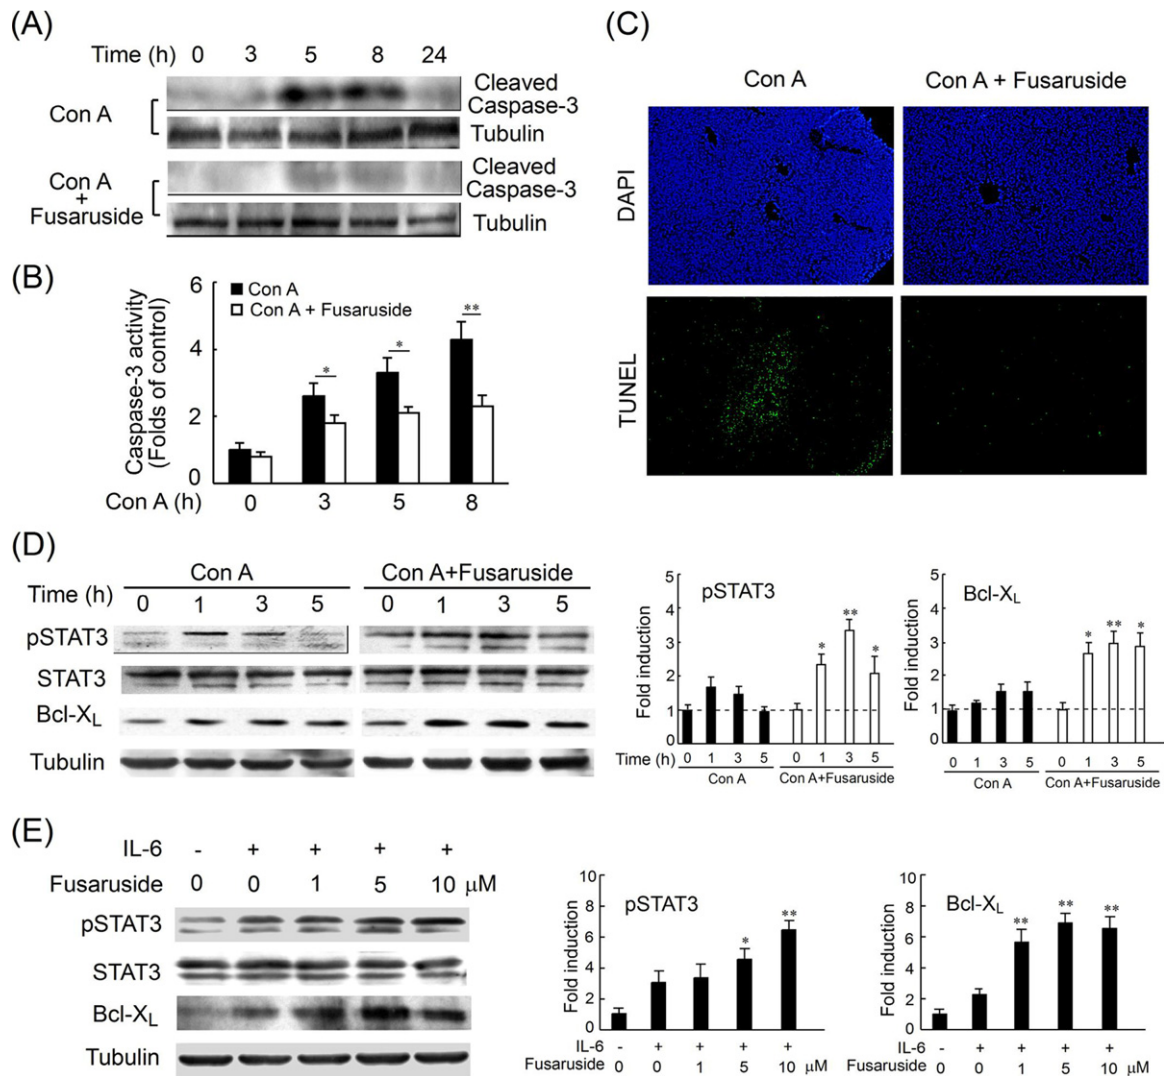 (A)
Time (h) 0 3 5 8 24
Con A
Cleaved
Caspase-3
Tubulin
Con A
+
Fusaruside
Cleaved
Caspase-3
Tubulin
(B)
Caspase-3 activity
(Folds of control)
6
4
2
0
Con A
Con A + Fusaruside
*
*
**
Con A (h) 0 3 5 8
(C)
Con A Con A + Fusaruside
DAPI
TUNEL
(D)
Con A Con A+Fusaruside
Time (h) 0 1 3 5 0 1 3 5
pSTAT3
STAT3
Bcl-XL
Tubulin
pSTAT3
Fold induction
5
4
3
2
1
0
* ** *
Time (h) 0 1 3 5 0 1 3 5
Con A Con A+Fusaruside
Bcl-XL
Fold induction
5
4
3
2
1
0
* ** *
0 1 3 5 0 1 3 5
Con A Con A+Fusaruside
(E)
IL-6 - + + + +
Fusaruside 0 0 1 5 10 μM
pSTAT3
STAT3
Bcl-XL
Tubulin
pSTAT3
Fold induction
10
8
6
4
2
0
* **
IL-6 - + + + +
Fusaruside 0 0 1 5 10 μM
Bcl-XL
Fold induction
10
8
6
4
2
0
** ** **
IL-6 - + + + +
Fusaruside 0 0 1 5 10 μM